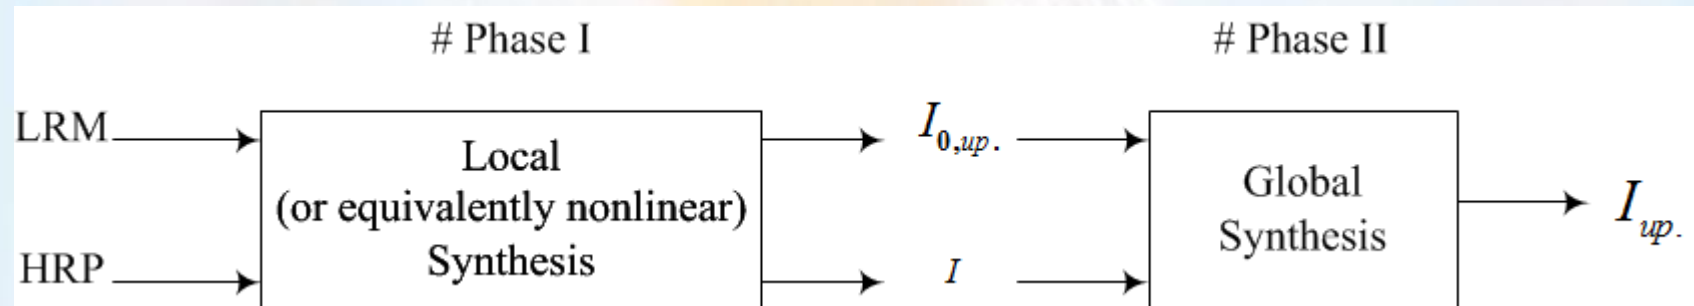 # Phase I
# Phase II
LRM
Local
(or equivalently nonlinear)
Synthesis
HRP
I0,up.
I
Global
Synthesis
Iup.